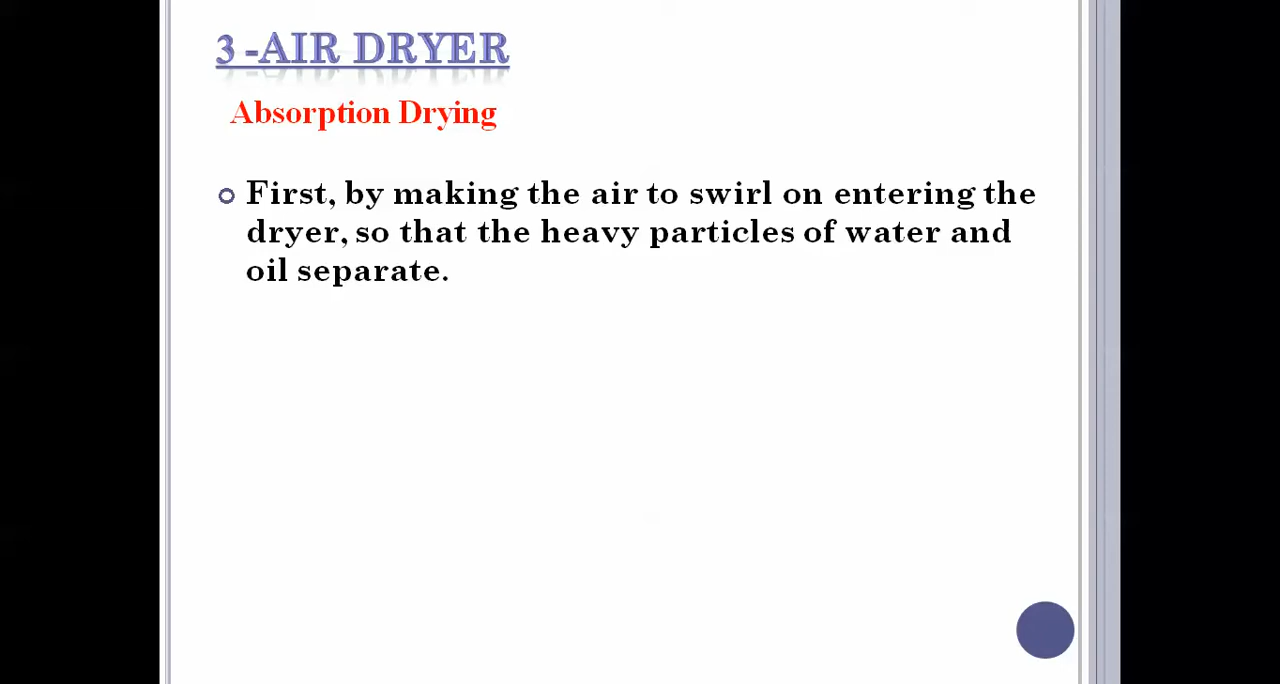 3 -AIR DRYER
Absorption Drying
First, by making the air to swirl on entering the
dryer, so that the heavy particles of water and
oil separate.